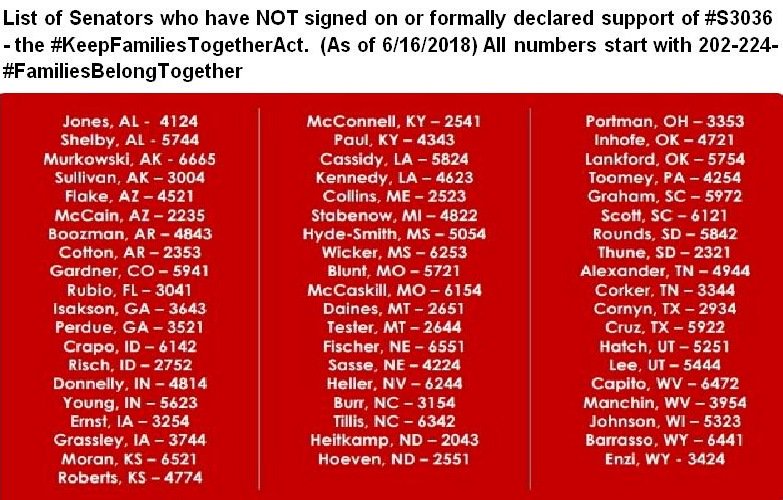 List of Senators who have NOT signed on or formally declared support of #S3036
- the #KeepFamiliesTogetherAct. (As of 6/16/2018) All numbers start with 202-224-
#FamiliesBelongTogether
Jones, AL - 4124
Shelby, AL - 5744
Murkowski, AK - 6665
Sullivan, AK – 3004
Flake, AZ – 4521
McCain, AZ – 2235
Boozman, AR – 4843
Cotton, AR – 2353
Gardner, CO – 5941
Rubio, FL – 3041
Isakson, GA – 3643
Perdue, GA – 3521
Crapo, ID – 6142
Risch, ID – 2752
Donnelly, IN – 4814
Young, IN – 5623
Ernst, IA – 3254
Grassley, IA – 3744
Moran, KS – 6521
Roberts, KS – 4774
McConnell, KY – 2541
Paul, KY – 4343
Cassidy, LA – 5824
Kennedy, LA – 4623
Collins, ME – 2523
Stabenow, MI – 4822
Hyde-Smith, MS – 5054
Wicker, MS – 6253
Blunt, MO – 5721
McCaskill, MO – 6154
Daines, MT – 2651
Tester, MT – 2644
Fischer, NE – 6551
Sasse, NE – 4224
Heller, NV – 6244
Burr, NC – 3154
Tillis, NC – 6342
Heitkamp, ND – 2043
Hoeven, ND – 2551
Portman, OH – 3353
Inhofe, OK – 4721
Lankford, OK – 5754
Toomey, PA – 4254
Graham, SC – 5972
Scott, SC – 6121
Rounds, SD – 5842
Thune, SD – 2321
Alexander, TN – 4944
Corker, TN – 3344
Cornyn, TX – 2934
Cruz, TX – 5922
Hatch, UT – 5251
Lee, UT – 5444
Capito, WV – 6472
Manchin, WV – 3954
Johnson, WI – 5323
Barrasso, WY – 6441
Enzi, WY - 3424